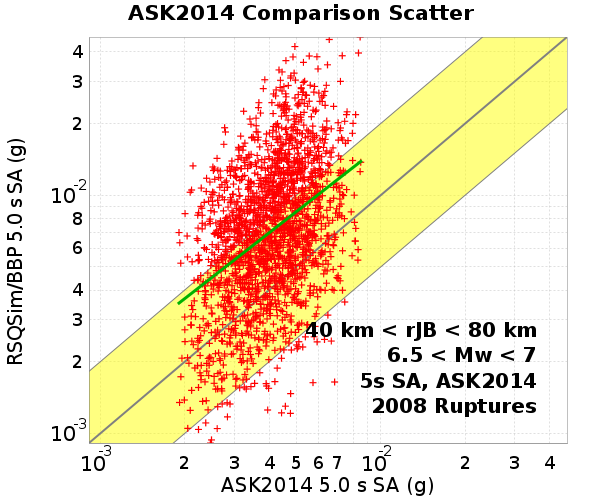 ASK2014 Comparison Scatter
RSQSim/BBP 5.0 s SA (g)
4
3
2
10-2
8
6
4
3
2
10-3
40 km < rJB < 80 km
6.5 < Mw < 7
5s SA, ASK2014
2008 Ruptures
10-3 2 3 4 5 6 7 10-2 2 3 4
ASK2014 5.0 s SA (g)